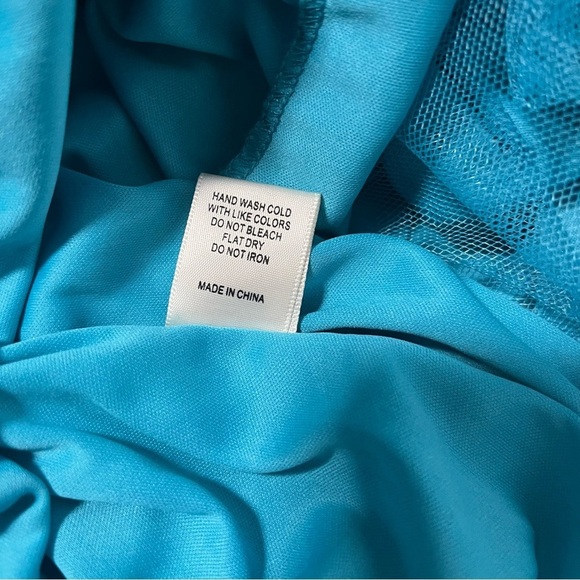 HAND WASH COLD
WITH LIKE COLORS
DO NOT BLEACH
FLAT DRY
DO NOT IRON
MADE IN CHINA